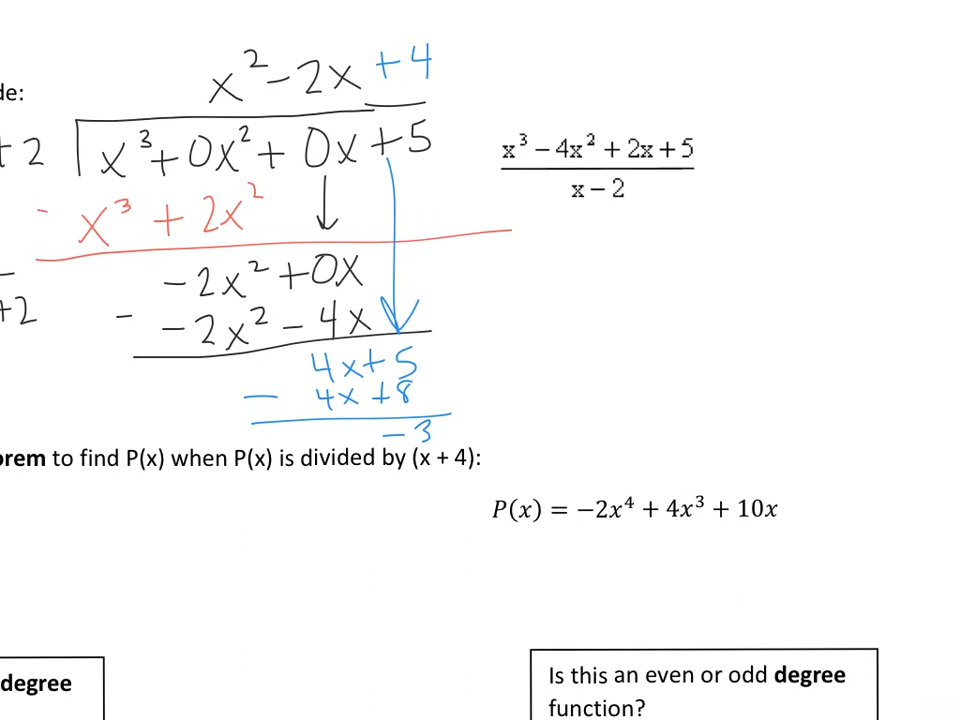 x² - 2x + 4
de:
+ 2 x³ + 0x² + 0x + 5
x³ - 4x² + 2x + 5
x - 2
- x³ + 2x²
-2x² + 0x
+2 - -2x² - 4x
4x + 5
- 4x + 8
-3
orem to find P(x) when P(x) is divided by (x + 4):
P(x) = −2x⁴ + 4x³ + 10x
degree
Is this an even or odd degree
function?